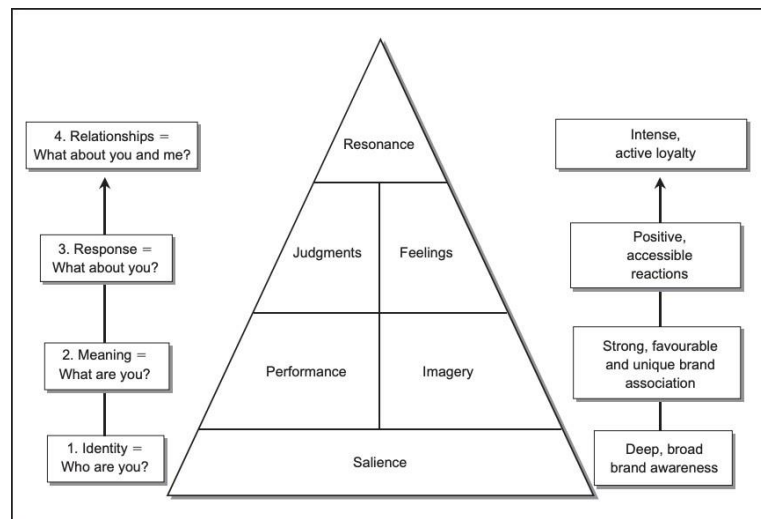 4. Relationships =
What about you and me?
Resonance
Intense,
active loyalty
3. Response =
What about you?
Judgments
Feelings
Positive,
accessible
reactions
2. Meaning =
What are you?
Performance
Imagery
Strong, favourable
and unique brand
association
1. Identity =
Who are you?
Salience
Deep, broad
brand awareness